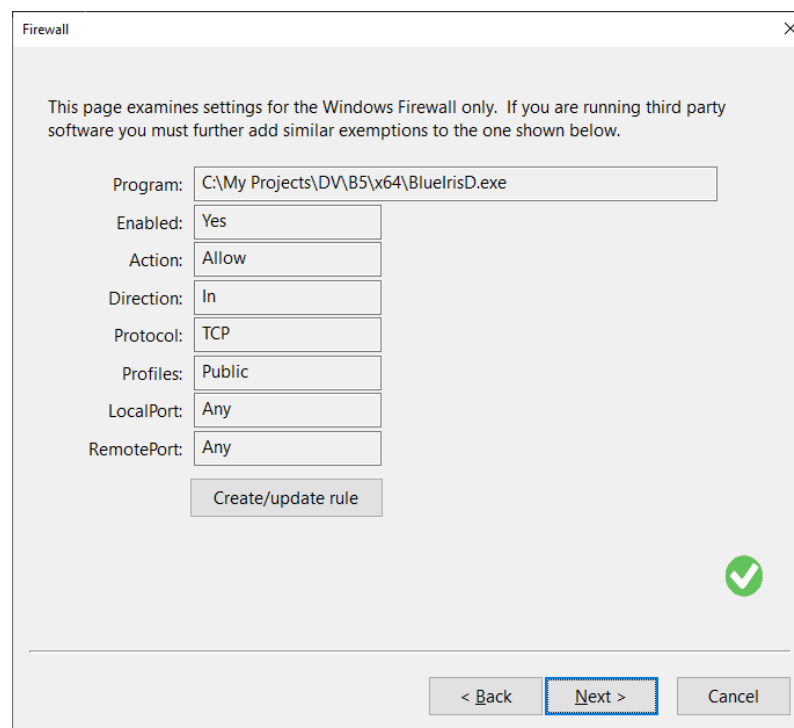 Firewall
This page examines settings for the Windows Firewall only.  If you are running third party
software you must further add similar exemptions to the one shown below.
Program: C:\My Projects\DV\B5\x64\BlueIrisD.exe
Enabled: Yes
Action: Allow
Direction: In
Protocol: TCP
Profiles: Public
LocalPort: Any
RemotePort: Any
Create/update rule
< Back Next > Cancel